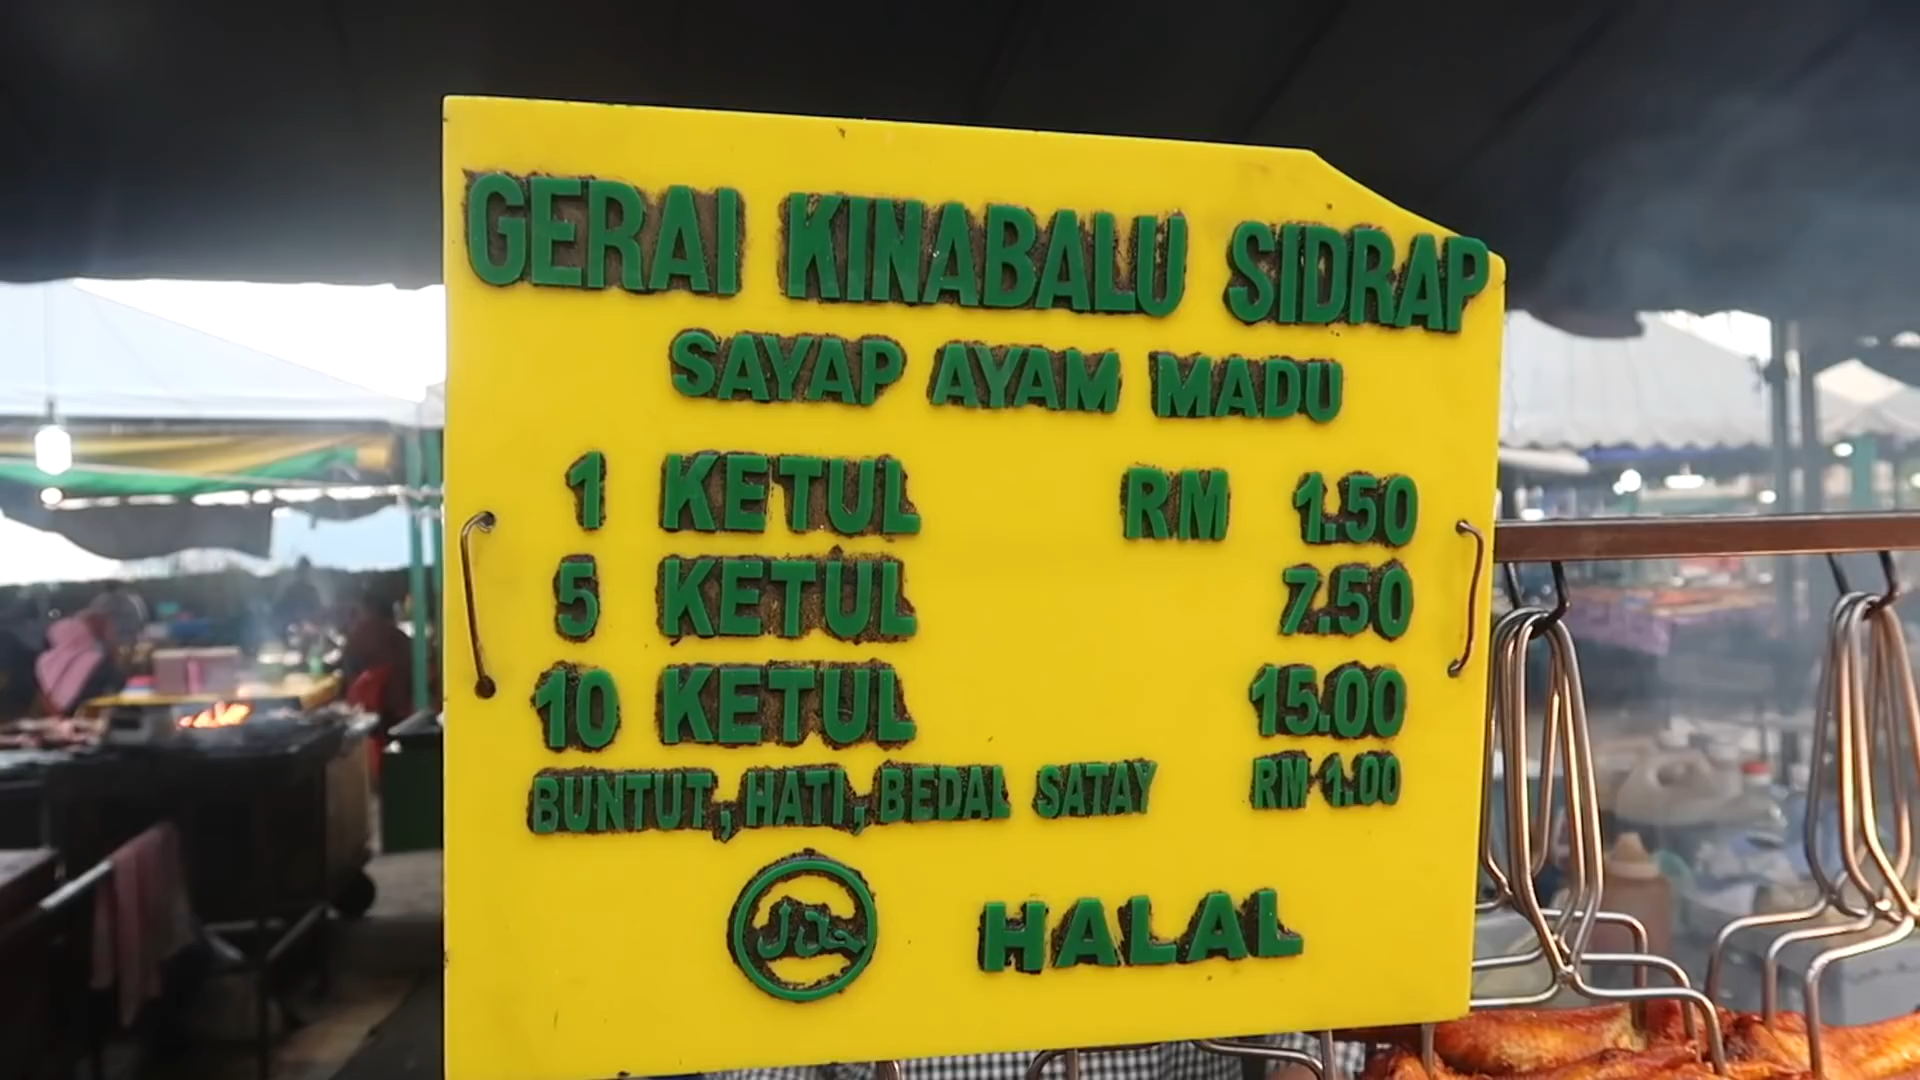 GERAI KINABALU SIDRAP
SAYAP AYAM MADU
1 KETUL RM 1.50
5 KETUL 7.50
10 KETUL 15.00
BUNTUT, HATI, BEDAL SATAY RM 1.00
حلال HALAL